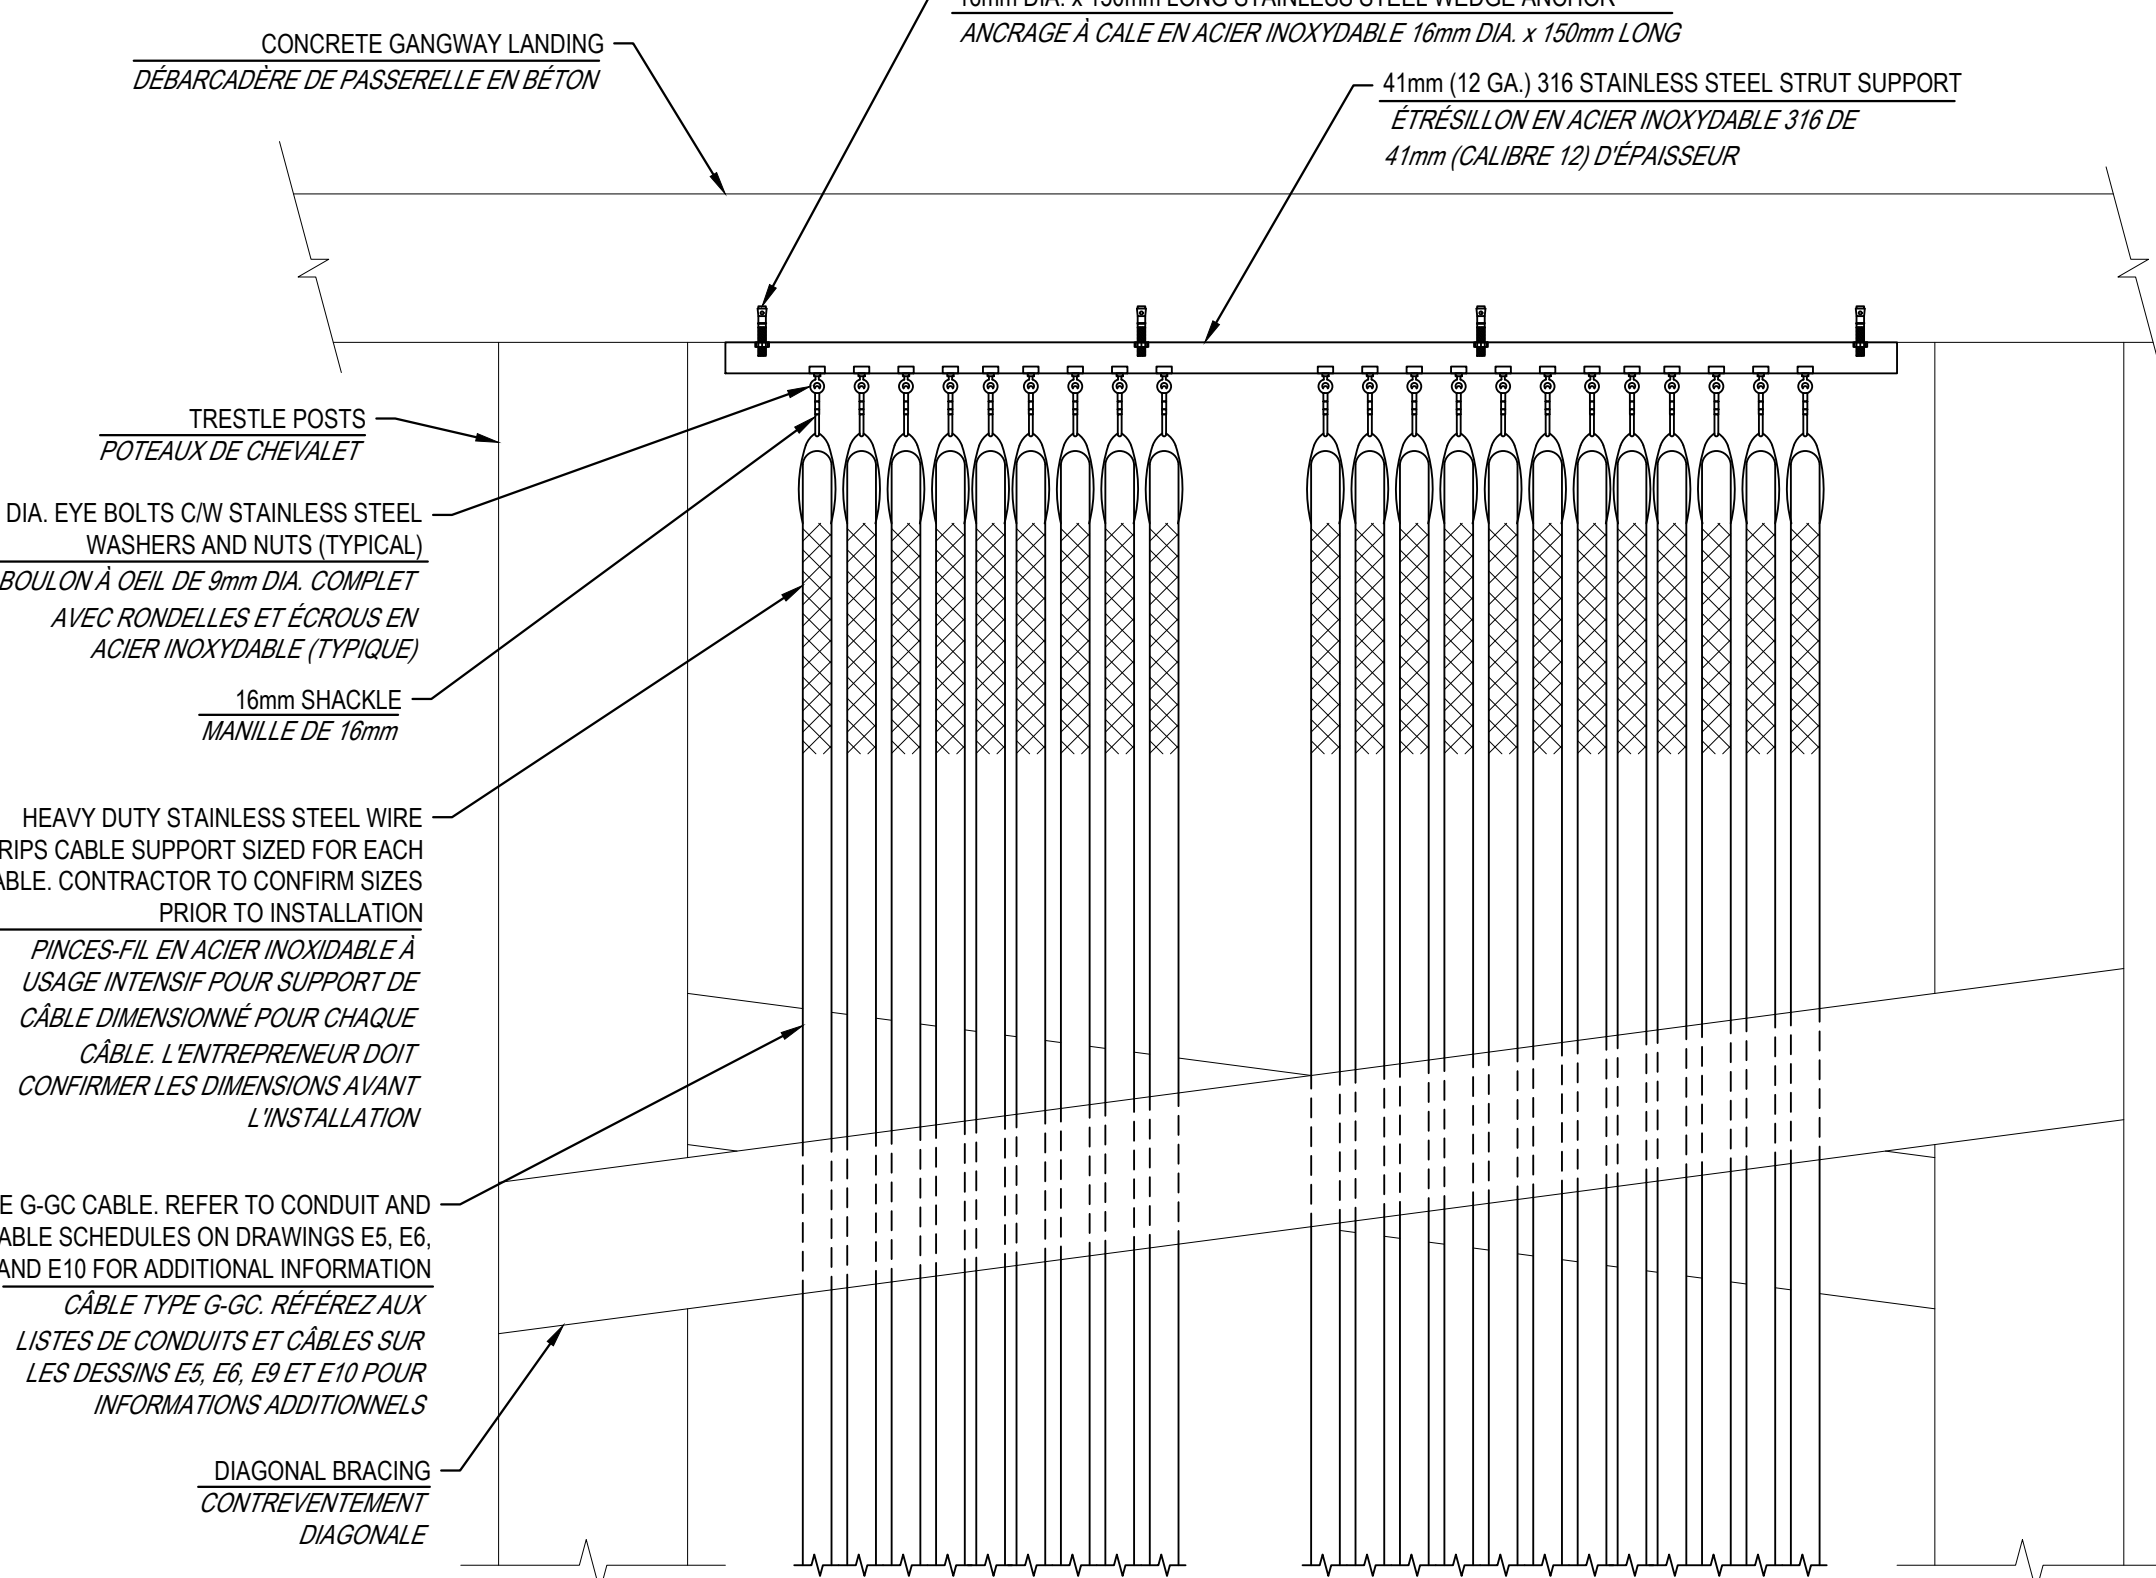 16mm DIA. x 150mm LONG STAINLESS STEEL WEDGE ANCHOR
ANCRAGE À CALE EN ACIER INOXYDABLE 16mm DIA. x 150mm LONG
CONCRETE GANGWAY LANDING
DÉBARCADÈRE DE PASSERELLE EN BÉTON
41mm (12 GA.) 316 STAINLESS STEEL STRUT SUPPORT
ÉTRÉSILLON EN ACIER INOXYDABLE 316 DE
41mm (CALIBRE 12) D'ÉPAISSEUR
TRESTLE POSTS
POTEAUX DE CHEVALET
DIA. EYE BOLTS C/W STAINLESS STEEL
WASHERS AND NUTS (TYPICAL)
BOULON À OEIL DE 9mm DIA. COMPLET
AVEC RONDELLES ET ÉCROUS EN
ACIER INOXYDABLE (TYPIQUE)
16mm SHACKLE
MANILLE DE 16mm
HEAVY DUTY STAINLESS STEEL WIRE
RIPS CABLE SUPPORT SIZED FOR EACH
ABLE. CONTRACTOR TO CONFIRM SIZES
PRIOR TO INSTALLATION
PINCES-FIL EN ACIER INOXIDABLE À
USAGE INTENSIF POUR SUPPORT DE
CÂBLE DIMENSIONNÉ POUR CHAQUE
CÂBLE. L'ENTREPRENEUR DOIT
CONFIRMER LES DIMENSIONS AVANT
L'INSTALLATION
E G-GC CABLE. REFER TO CONDUIT AND
ABLE SCHEDULES ON DRAWINGS E5, E6,
AND E10 FOR ADDITIONAL INFORMATION
CÂBLE TYPE G-GC. RÉFÉREZ AUX
LISTES DE CONDUITS ET CÂBLES SUR
LES DESSINS E5, E6, E9 ET E10 POUR
INFORMATIONS ADDITIONNELS
DIAGONAL BRACING
CONTREVENTEMENT
DIAGONALE